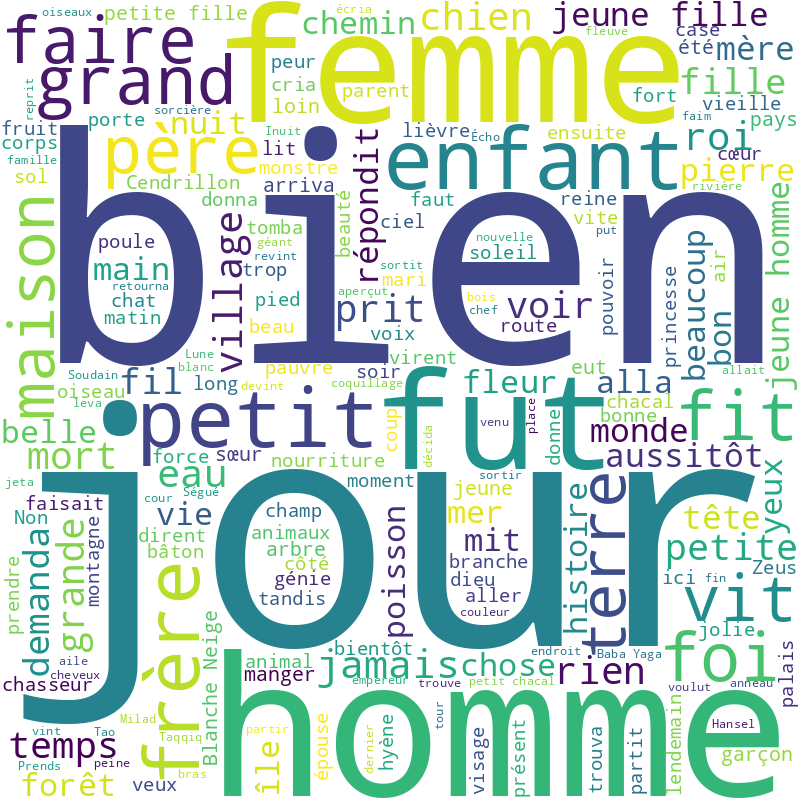 oiseaux
petite fille
écria
chien
jeune fille
faire
femme
chemin
fleuve
case
été
mère
grand
peur
cria
loin
parent
fille
reprit
sorcière
fort
vieille
fruit
porte
nuit
Inuit
lièvre
Écho
ensuite
roi
faim
pays
corps
père
lit
enfant
cœur
famille
monstre
pierre
sol
Cendrillon
arriva
répondit
rivière
donna
beauté
faut
reine
bien
tomba
ciel
vite
put
poule
géant
nouvelle
soleil
air
jeune homme
maison
main
village
revint
sortit
pouvoir
princesse
beaucoup
trop
mari
retourna
aperçut
bois
chat
pied
prit
chef
voir
bon
matin
beau
voix
route
Lune
virent
blanc
pauvre
soir
eut
allait
Soudain
fil
long
devint
coquillage
fleur
alla
oiseau
chacal
leva
petit
fut
bonne
fit
coup
place
belle
venu
donne
monde
mort
force
sœur
décida
aussitôt
nourriture
yeux
eau
moment
sortir
jeta
cour
Ségué
jeune
faisait
jour
champ
mer
terre
tête
Non
vie
poisson
histoire
demanda
grande
montagne
dirent
animaux
mit
petite
bâton
arbre
côté
branche
prendre
génie
dieu
ici
fin
Zeus
frère
tandis
aller
vit
couleur
jolie
aile
bientôt
endroit
Baba Yaga
foi
cheveux
Blanche Neige
animal
jamais
chose
rien
palais
chasseur
manger
empereur
trouve
petit chacal
voulut
anneau
homme
Milad
tour
lendemain
Hansel
vint
Tao
Taqqiq
partir
temps
île
épouse
hyène
visage
présent
trouva
partit
garçon
Prends
peine
dernier
bras
forêt
veux